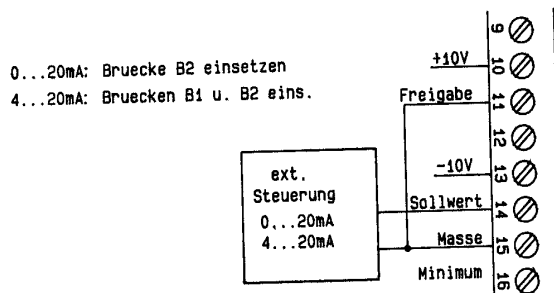 0...20mA: Bruecke B2 einsetzen
4...20mA: Bruecken B1 u. B2 eins.
ext.
Steuerung
0...20mA
4...20mA
9
+10V 10
Freigabe 11
12
-10V 13
Sollwert 14
Masse 15
Minimum 16